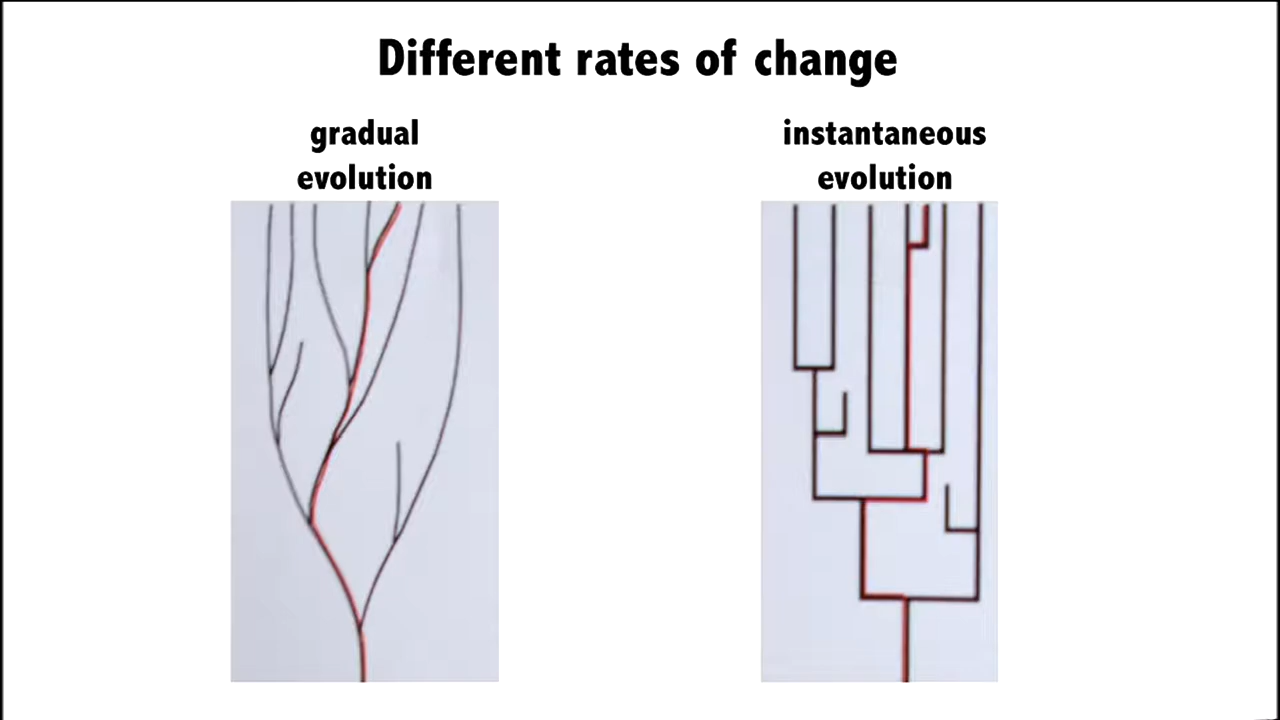 Different rates of change
gradual
evolution
instantaneous
evolution